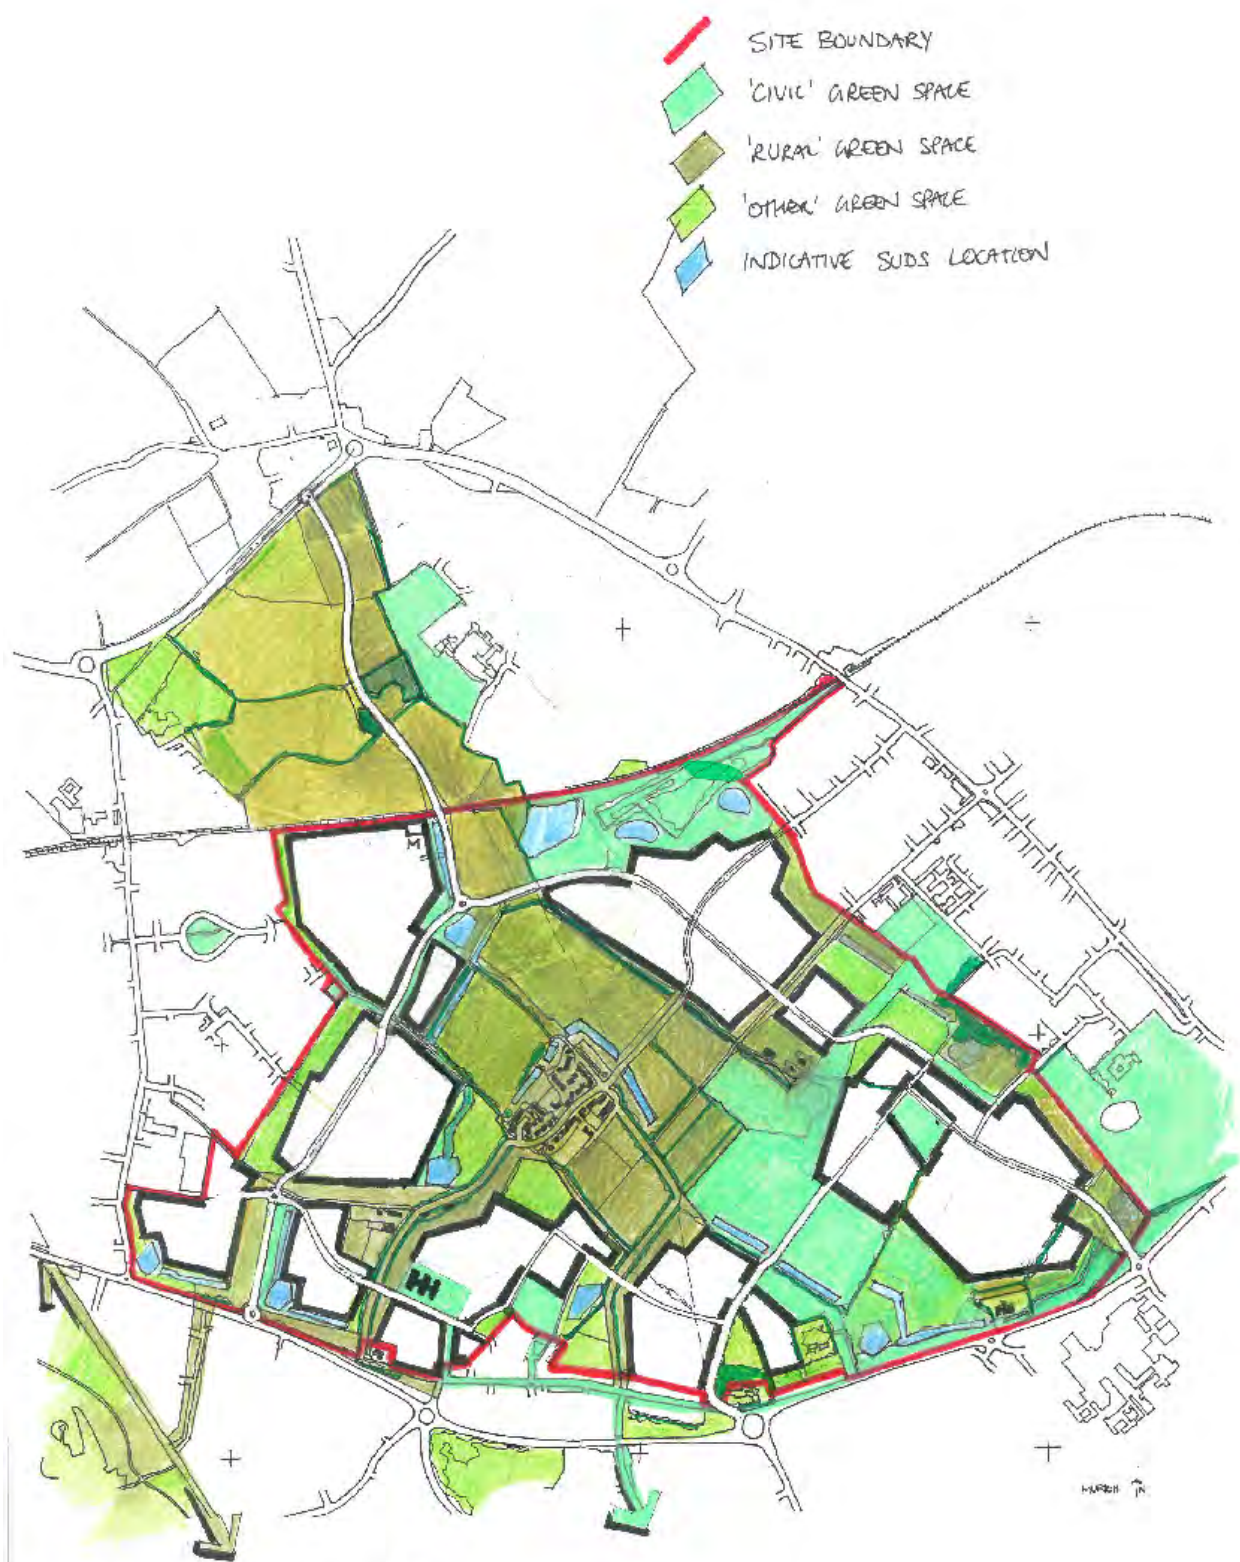 SITE BOUNDARY
'CIVIC' GREEN SPACE
'RURAL' GREEN SPACE
'OTHER' GREEN SPACE
INDICATIVE SUDS LOCATION